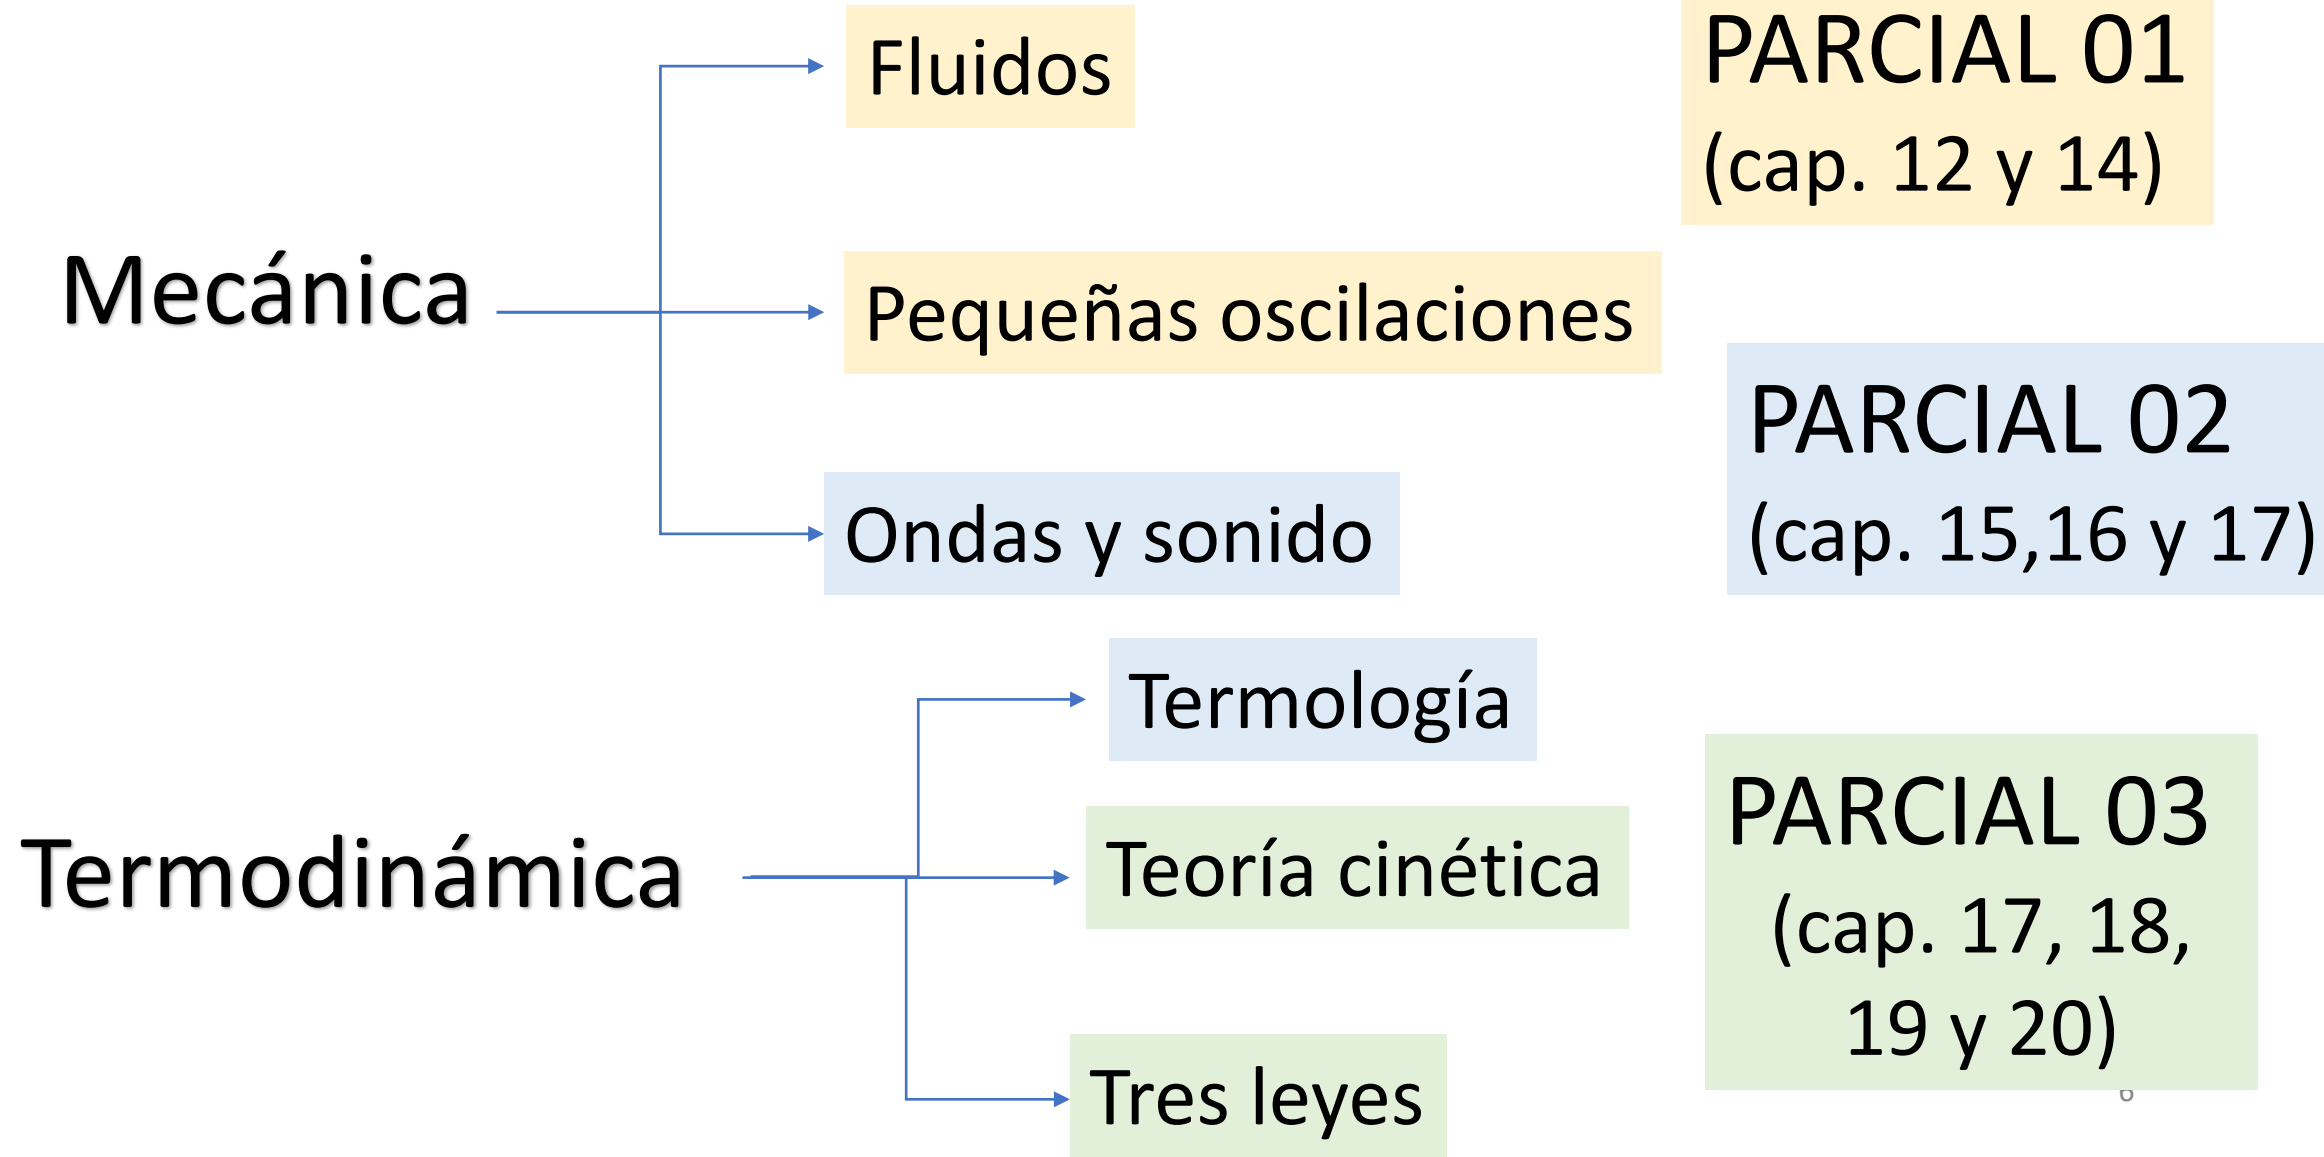 Mecánica
Fluidos
Pequeñas oscilaciones
Ondas y sonido
PARCIAL 01
(cap. 12 y 14)
PARCIAL 02
(cap. 15,16 y 17)
Termodinámica
Termología
Teoría cinética
Tres leyes
PARCIAL 03
(cap. 17, 18,
19 y 20)